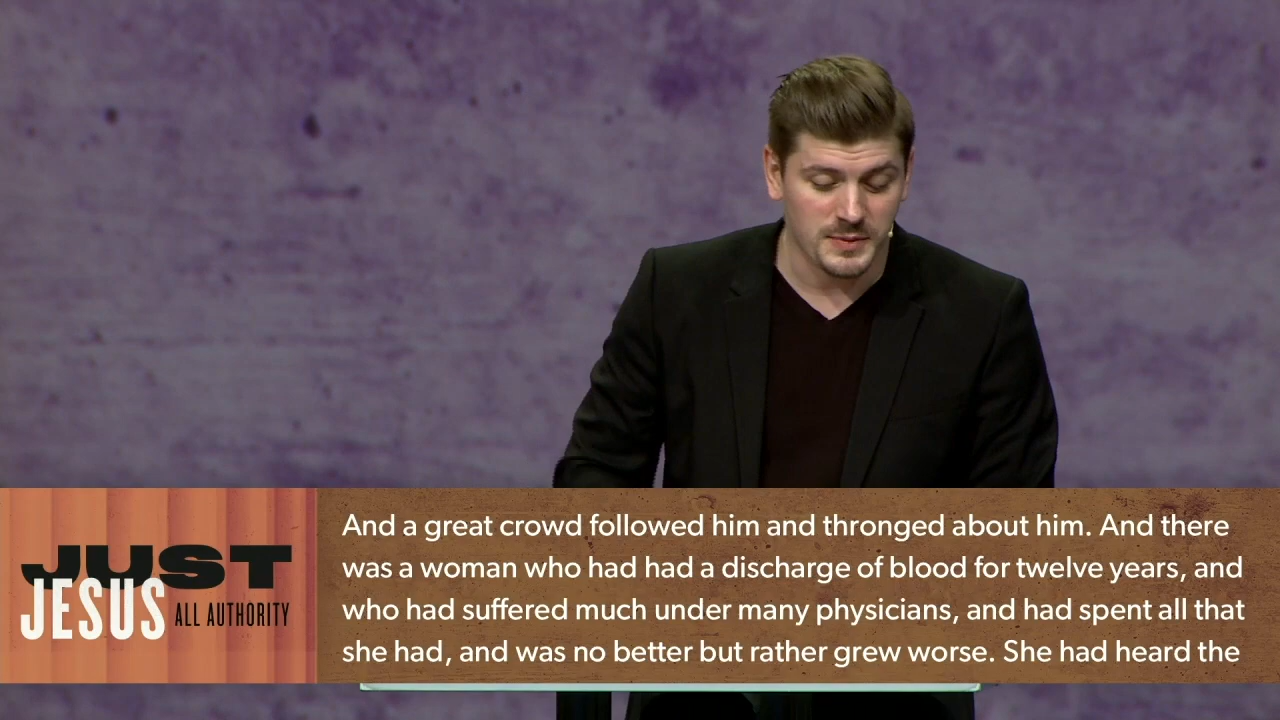 JUST
JESUS ALL AUTHORITY
And a great crowd followed him and thronged about him. And there
was a woman who had had a discharge of blood for twelve years, and
who had suffered much under many physicians, and had spent all that
she had, and was no better but rather grew worse. She had heard the